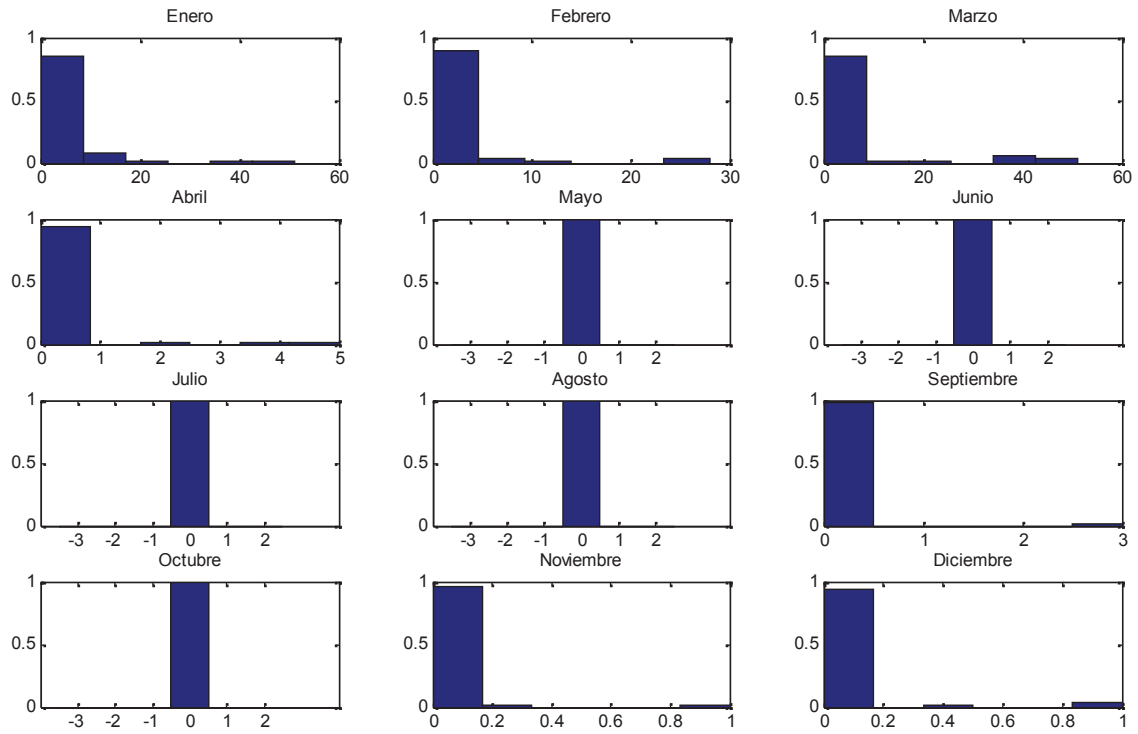 Enero Febrero Marzo
1 1 1
0.5 0.5 0.5
0 0 0
0 20 40 60 0 10 20 30 0 20 40 60
Abril Mayo Junio
1 1 1
0.5 0.5 0.5
0 0 0
0 1 2 3 4 5 -3 -2 -1 0 1 2 -3 -2 -1 0 1 2
Julio Agosto Septiembre
1 1 1
0.5 0.5 0.5
0 0 0
-3 -2 -1 0 1 2 -3 -2 -1 0 1 2 0 1 2 3
Octubre Noviembre Diciembre
1 1 1
0.5 0.5 0.5
0 0 0
-3 -2 -1 0 1 2 0 0.2 0.4 0.6 0.8 1 0 0.2 0.4 0.6 0.8 1